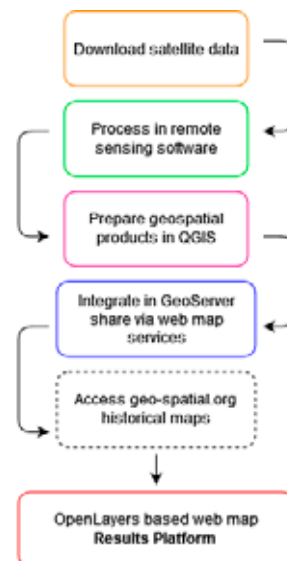 Download satellite data
Process in remote
sensing software
Prepare geospatial
products in QGIS
Integrate in GeoServer
share via web map
services
Access geo-spatial.org
historical maps
OpenLayers based web map
Results Platform